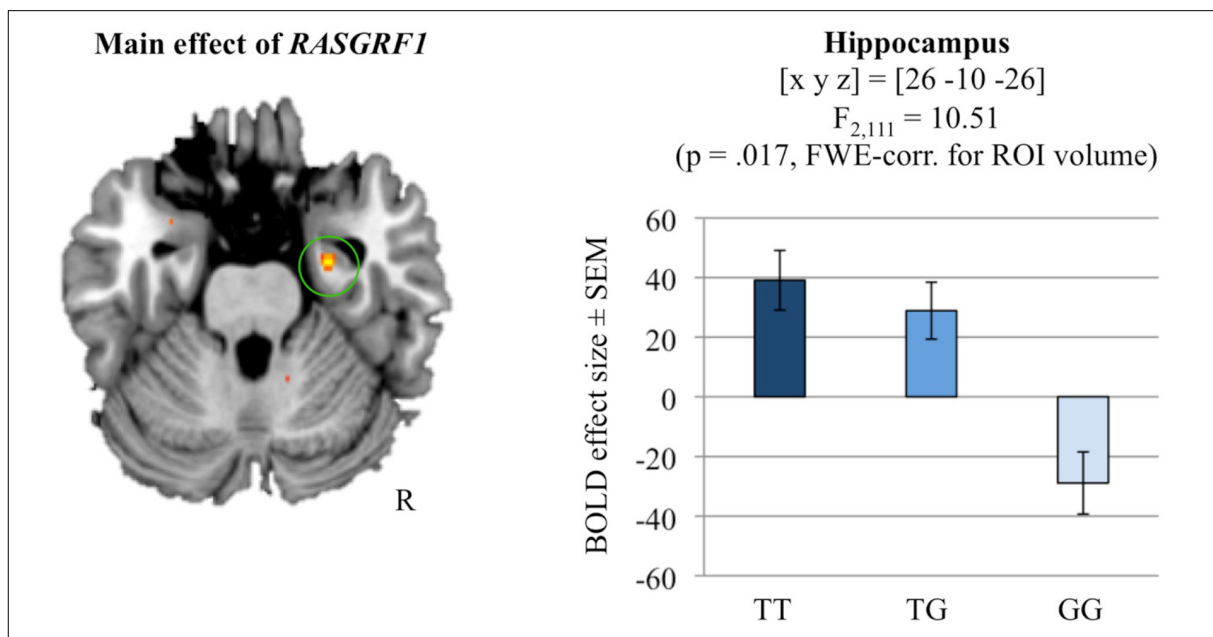 Main effect of RASGRF1
R
Hippocampus
[x y z] = [26 -10 -26]
F2,111 = 10.51
(p = .017, FWE-corr. for ROI volume)
BOLD effect size ± SEM
60
40
20
0
-20
-40
-60
TT TG GG